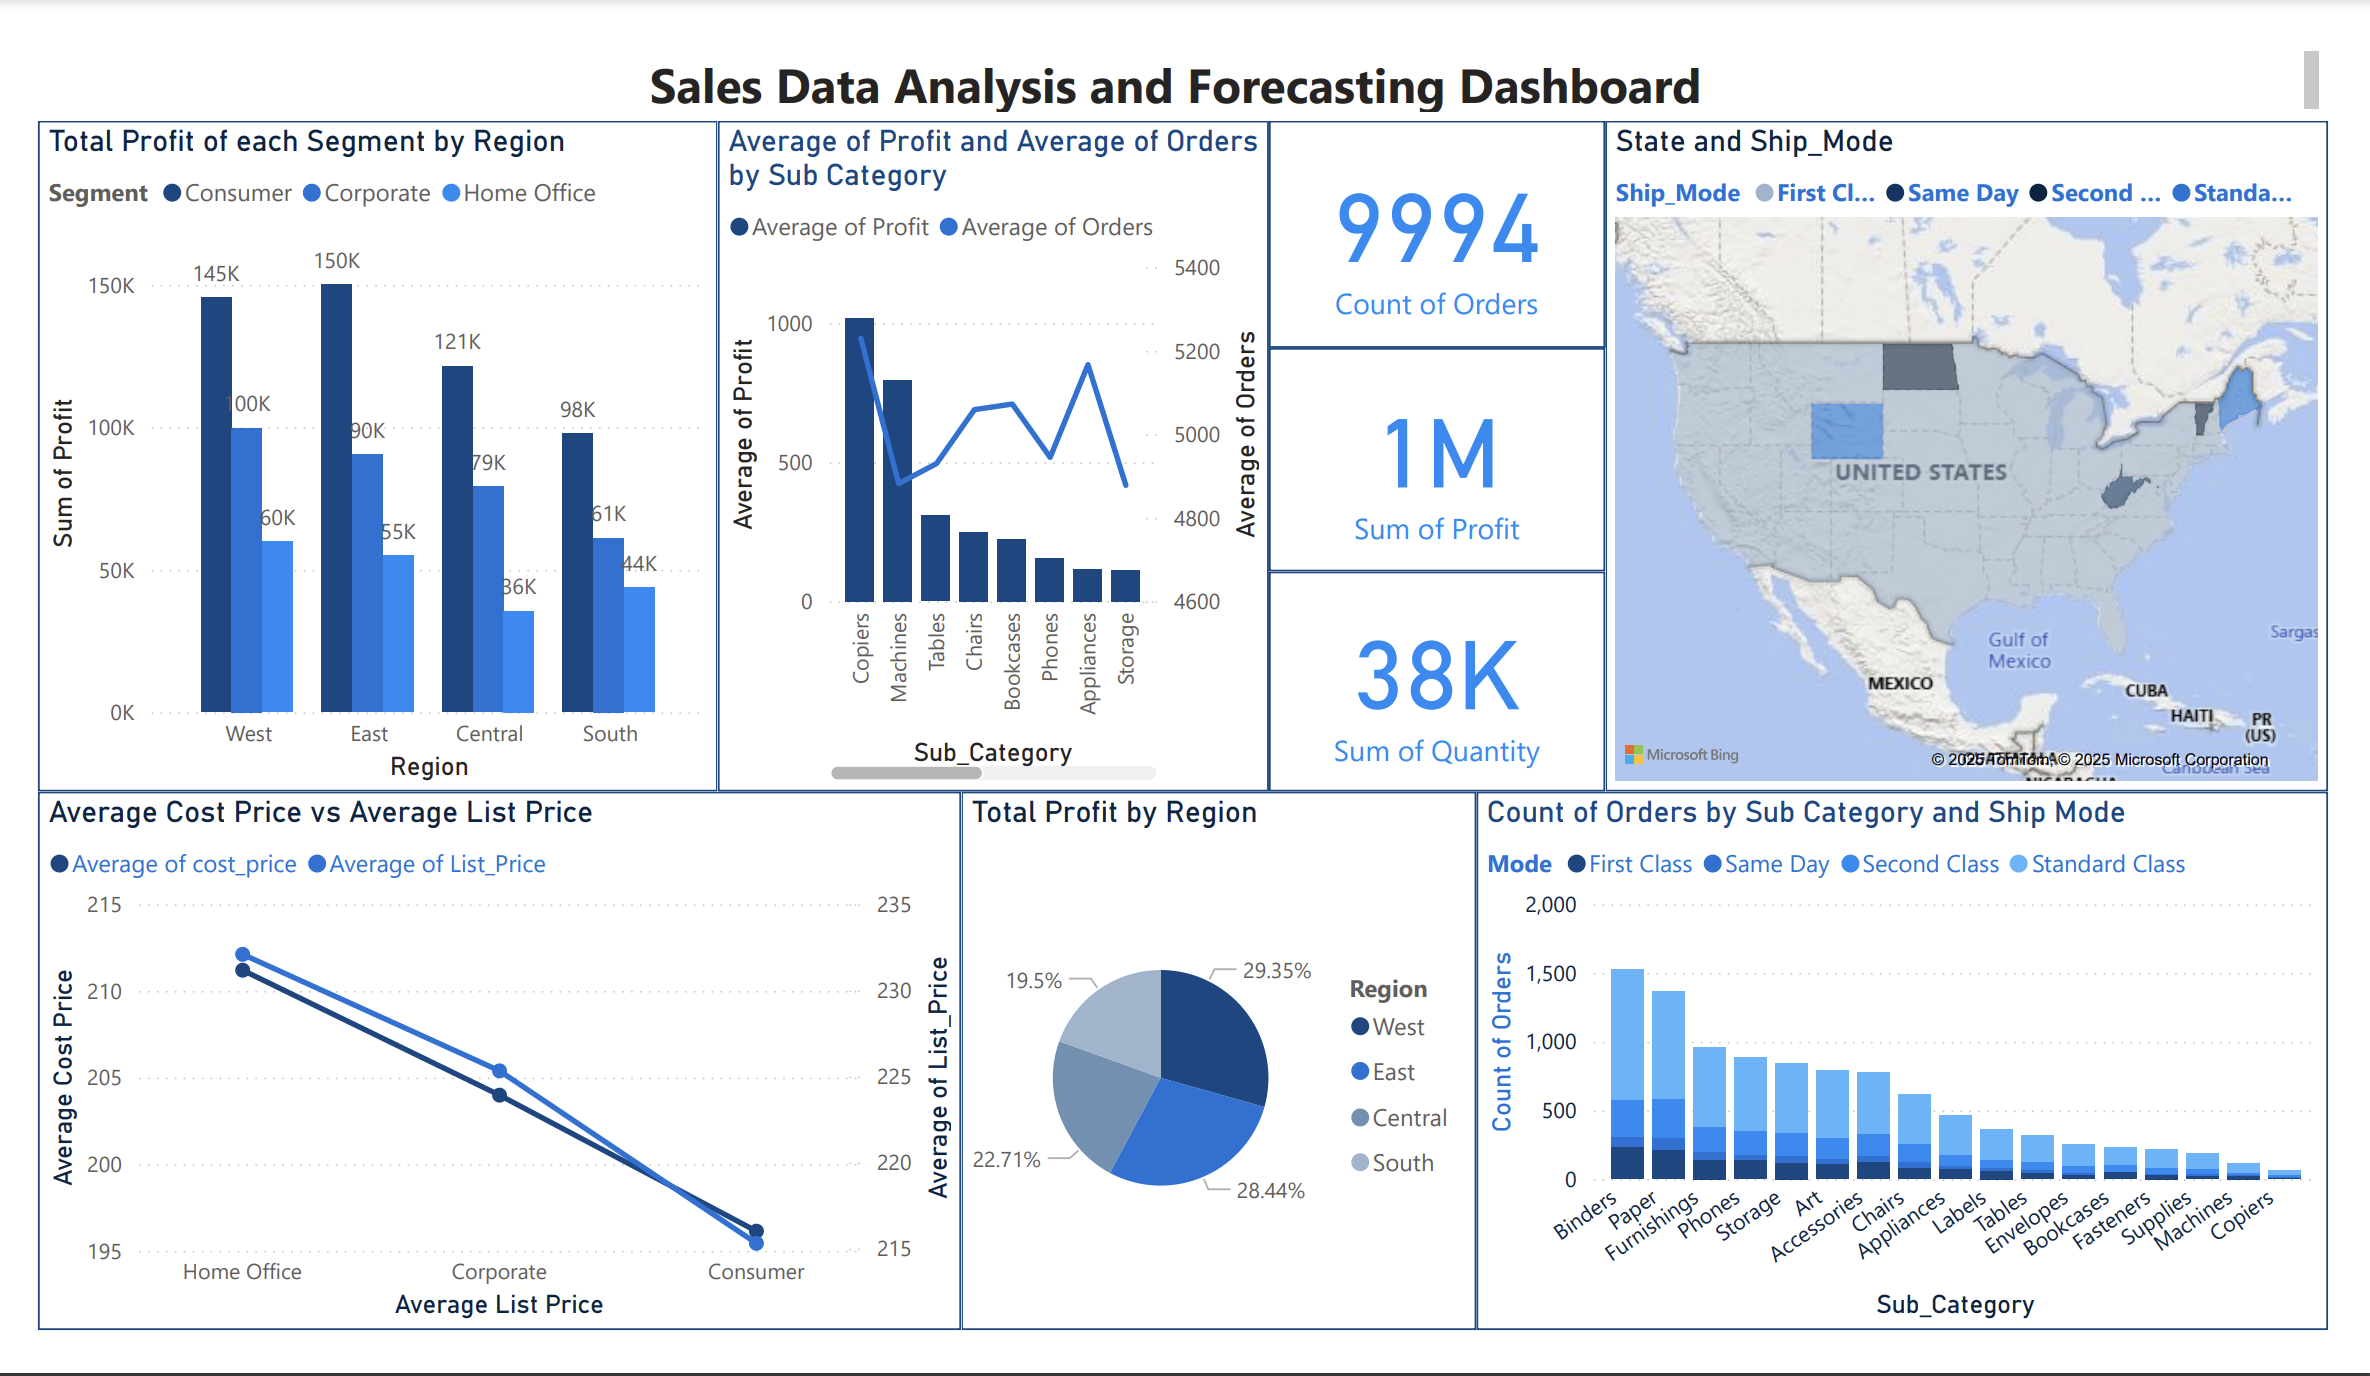 Sales Data Analysis and Forecasting Dashboard
Total Profit of each Segment by Region
Segment Consumer Corporate Home Office
Sum of Profit
150K
100K
50K
0K
145K
100K
60K
150K
90K
55K
121K
79K
36K
98K
61K
44K
West
East
Central
South
Region
Average of Profit and Average of Orders
by Sub Category
Average of Profit Average of Orders
Average of Profit
1000
500
0
5400
5200
5000
4800
4600
Average of Orders
Copiers
Machines
Tables
Chairs
Bookcases
Phones
Appliances
Storage
Sub_Category
9994
Count of Orders
1M
Sum of Profit
38K
Sum of Quantity
State and Ship_Mode
Ship_Mode First Cl... Same Day Second ... Standa...
UNITED STATES
Gulf of
Mexico
Sargas
MEXICO
CUBA
HAITI
PR
(US)
Microsoft Bing
© 2025 TomTom, © 2025 Microsoft Corporation
Caribbean Sea
Average Cost Price vs Average List Price
Average of cost_price Average of List_Price
Average Cost Price
215
210
205
200
195
235
230
225
220
215
Average of List_Price
Home Office
Corporate
Consumer
Average List Price
Total Profit by Region
29.35%
28.44%
22.71%
19.5%
Region
West
East
Central
South
Count of Orders by Sub Category and Ship Mode
Mode First Class Same Day Second Class Standard Class
Count of Orders
2,000
1,500
1,000
500
0
Binders
Paper
Furnishings
Phones
Storage
Art
Accessories
Chairs
Appliances
Labels
Tables
Envelopes
Bookcases
Fasteners
Supplies
Machines
Copiers
Sub_Category